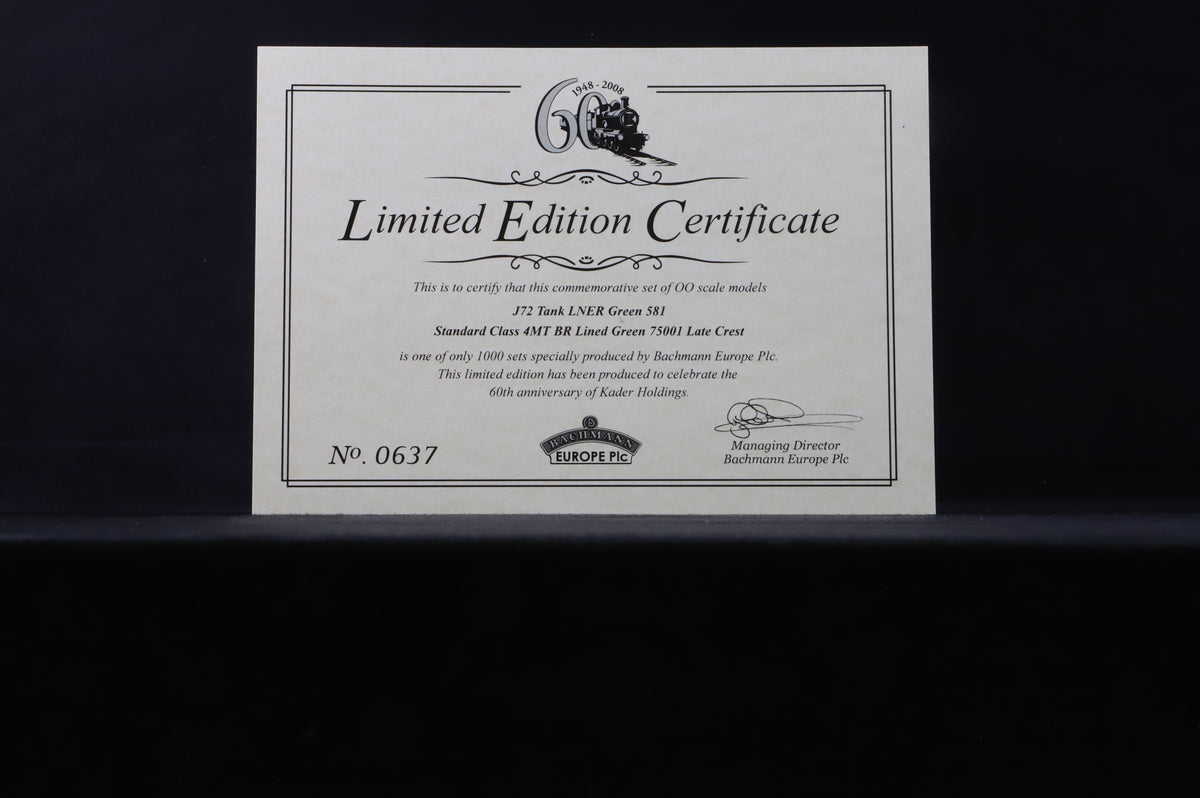 1948 - 2008
60
Limited Edition Certificate
This is to certify that this commemorative set of OO scale models
J72 Tank LNER Green 581
Standard Class 4MT BR Lined Green 75001 Late Crest
is one of only 1000 sets specially produced by Bachmann Europe Plc.
This limited edition has been produced to celebrate the
60th anniversary of Kader Holdings.
No. 0637
BACHMANN
EUROPE Plc
Managing Director
Bachmann Europe Plc